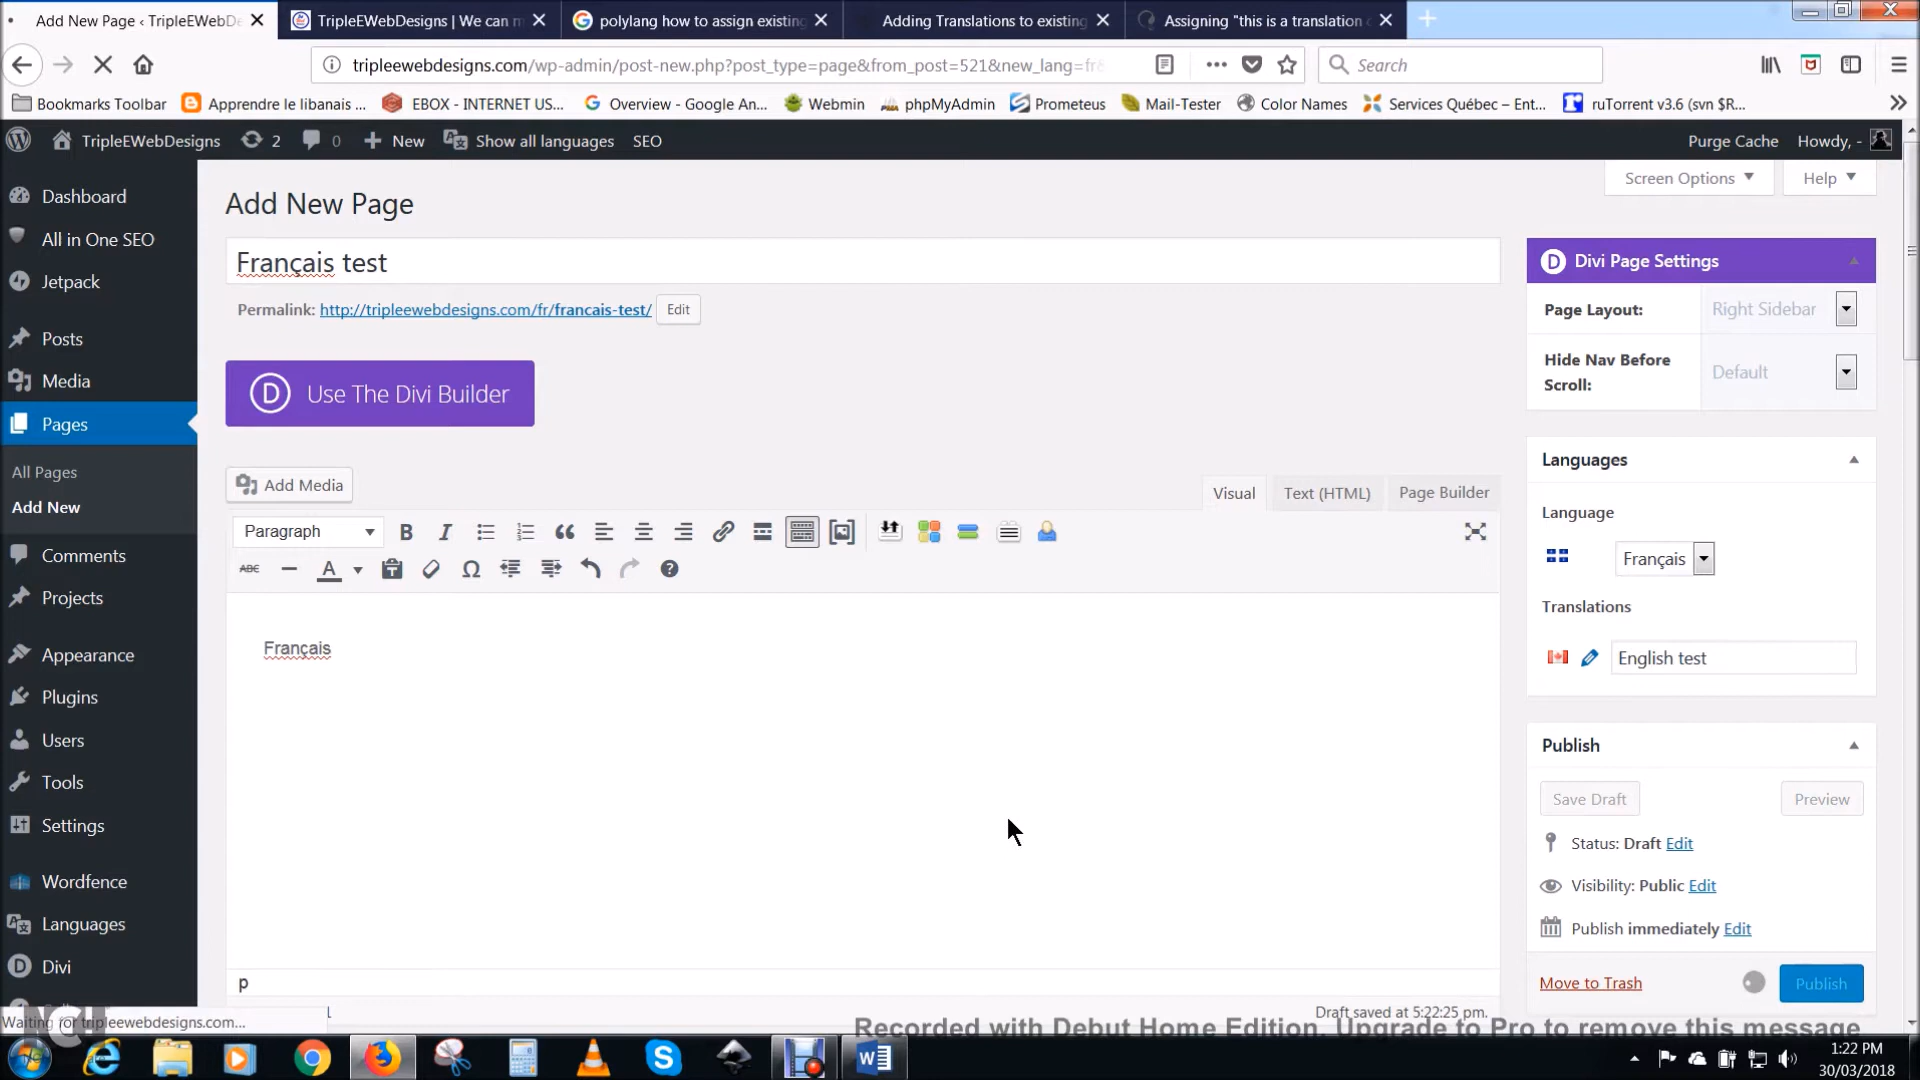 Add New Page ‹ TripleEWebDe
TripleEWebDesigns | We can m
polylang how to assign existing
Adding Translations to existing
Assigning "this is a translation o
tripleewebdesigns.com/wp-admin/post-new.php?post_type=page&from_post=521&new_lang=fr&
Search
Bookmarks Toolbar
Apprendre le libanais ...
EBOX - INTERNET US...
Overview - Google An...
Webmin
phpMyAdmin
Prometeus
Mail-Tester
Color Names
Services Québec – Ent...
ruTorrent v3.6 (svn $R...
TripleEWebDesigns
2
0
New
Show all languages
SEO
Purge Cache
Howdy, -
Screen Options
Help
Dashboard
All in One SEO
Jetpack
Posts
Media
Pages
All Pages
Add New
Comments
Projects
Appearance
Plugins
Users
Tools
Settings
Wordfence
Languages
Divi
Add New Page
Français test
Permalink: http://tripleewebdesigns.com/fr/francais-test/
Edit
Use The Divi Builder
Add Media
Visual
Text (HTML)
Page Builder
Paragraph
B
I
ABC
A
Français
p
1
Draft saved at 5:22:25 pm.
Divi Page Settings
Page Layout:
Right Sidebar
Hide Nav Before
Scroll:
Default
Languages
Language
Français
Translations
English test
Publish
Save Draft
Preview
Status: Draft Edit
Visibility: Public Edit
Publish immediately Edit
Move to Trash
Publish
Waiting for tripleewebdesigns.com...
NCH
Recorded with Debut Home Edition. Upgrade to Pro to remove this message
1:22 PM
30/03/2018